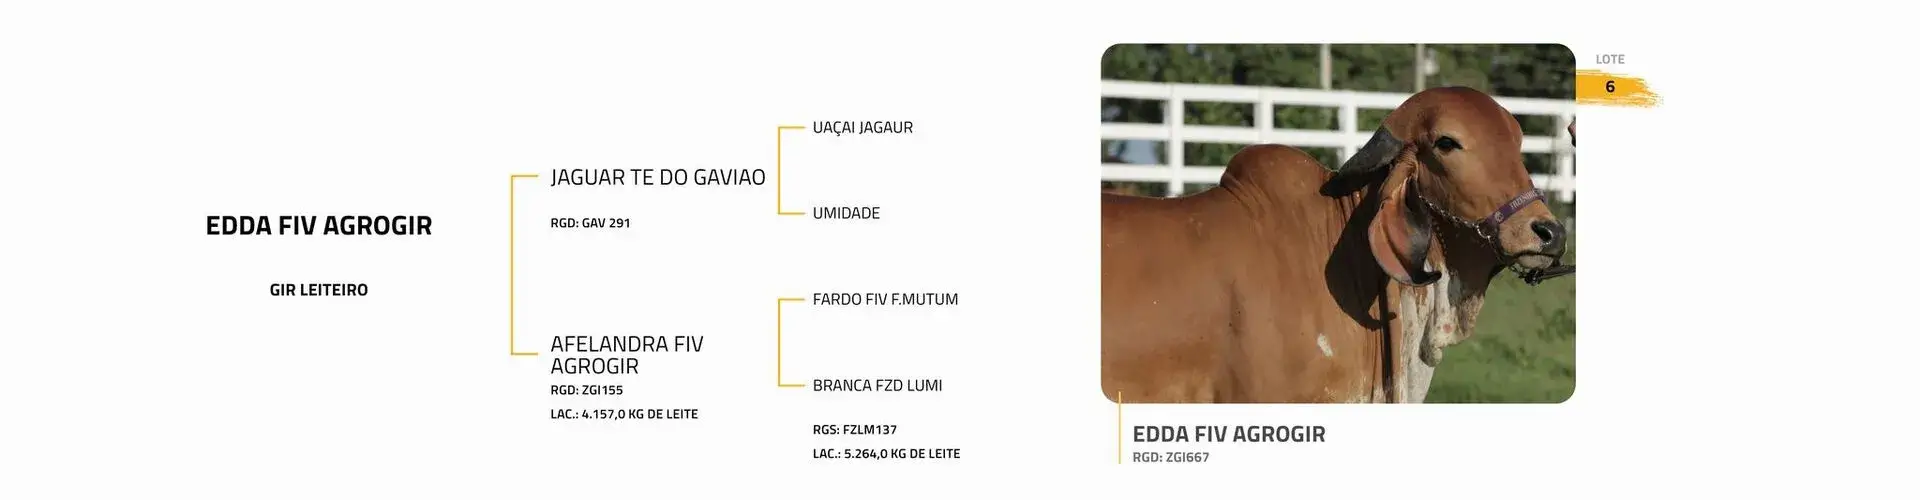 EDDA FIV AGROGIR
GIR LEITEIRO
JAGUAR TE DO GAVIAO
RGD: GAV 291
AFELANDRA FIV
AGROGIR
RGD: ZGI155
LAC.: 4.157,0 KG DE LEITE
UAÇAI JAGAUR
UMIDADE
FARDO FIV F.MUTUM
BRANCA FZD LUMI
RGS: FZLM137
LAC.: 5.264,0 KG DE LEITE
LOTE
6
EDDA FIV AGROGIR
RGD: ZGI667